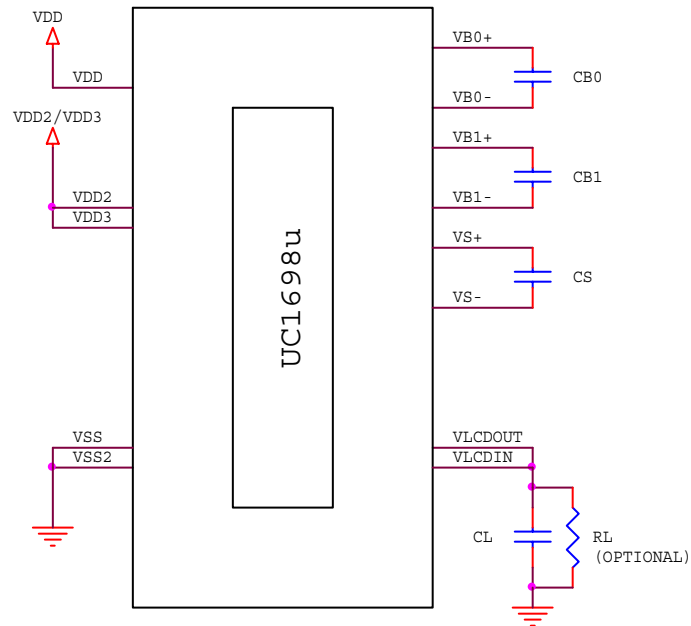 VDD
VDD
VDD2/VDD3
VDD2
VDD3
VSS
VSS2
UC1698u
VB0+
VB0-
CB0
VB1+
VB1-
CB1
VS+
VS-
CS
VLCDOUT
VLCDIN
CL
RL
(OPTIONAL)